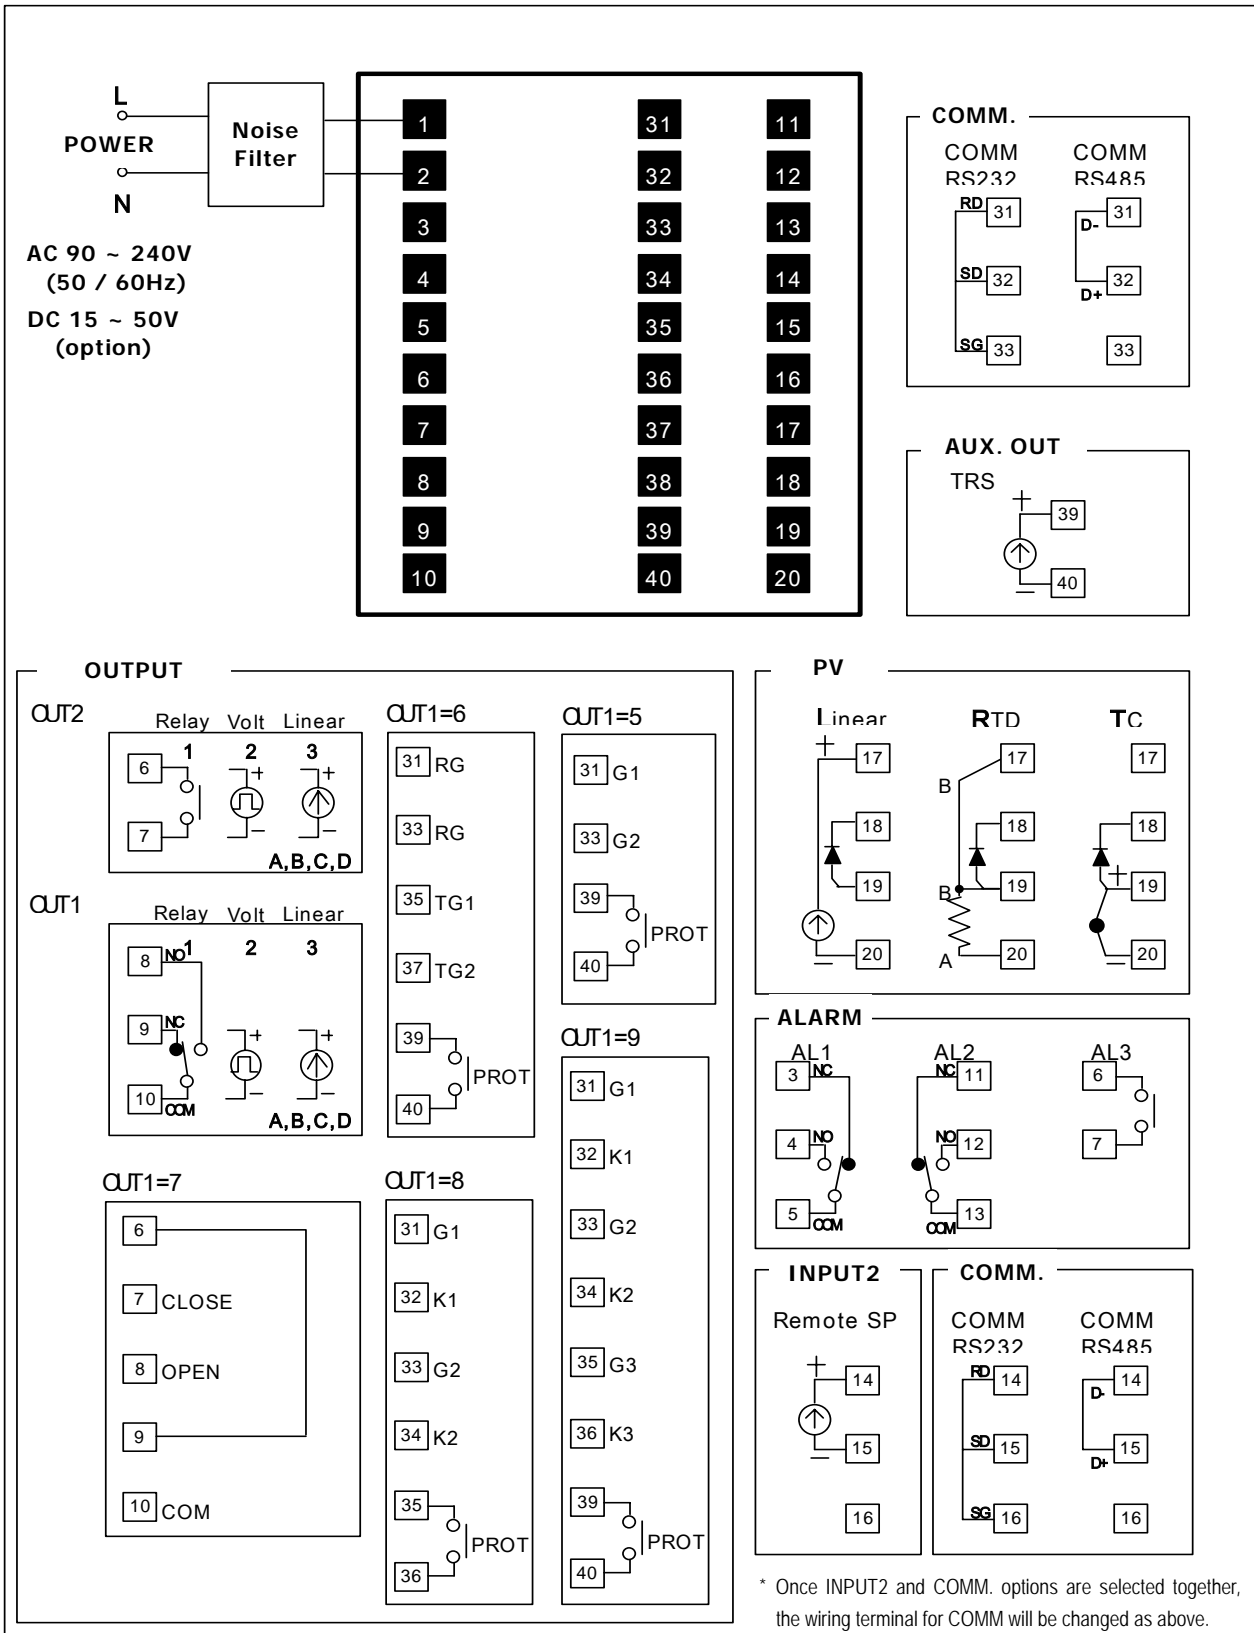 L
POWER
N
Noise
Filter
AC 90 ~ 240V
(50 / 60Hz)
DC 15 ~ 50V
(option)
1 31 11
2 32 12
3 33 13
4 34 14
5 35 15
6 36 16
7 37 17
8 38 18
9 39 19
10 40 20
COMM.
COMM COMM
RS232 RS485
RD 31 D- 31
SD 32 D+ 32
SG 33 33
AUX. OUT
TRS
+ 39
− 40
OUTPUT
OUT2
Relay Volt Linear
6 1 2 3
+ +
7 − −
A,B,C,D
OUT1
Relay Volt Linear
8 NO 1 2 3
9 NC + +
10 COM − −
A,B,C,D
OUT1=7
6
7 CLOSE
8 OPEN
9
10 COM
OUT1=6
31 RG
33 RG
35 TG1
37 TG2
39
PROT
40
OUT1=8
31 G1
32 K1
33 G2
34 K2
35
PROT
36
OUT1=5
31 G1
33 G2
39
PROT
40
OUT1=9
31 G1
32 K1
33 G2
34 K2
35 G3
36 K3
39
PROT
40
PV
Linear RTD TC
+ 17 17 17
B
18 18 18
19 B 19 + 19
− 20 A 20 − 20
ALARM
AL1 AL2 AL3
3 NC NC 11 6
4 NO NO 12 7
5 COM COM 13
INPUT2
Remote SP
+ 14
− 15
16
COMM.
COMM COMM
RS232 RS485
RD 14 D- 14
SD 15 D+ 15
SG 16 16
* Once INPUT2 and COMM. options are selected together,
the wiring terminal for COMM will be changed as above.